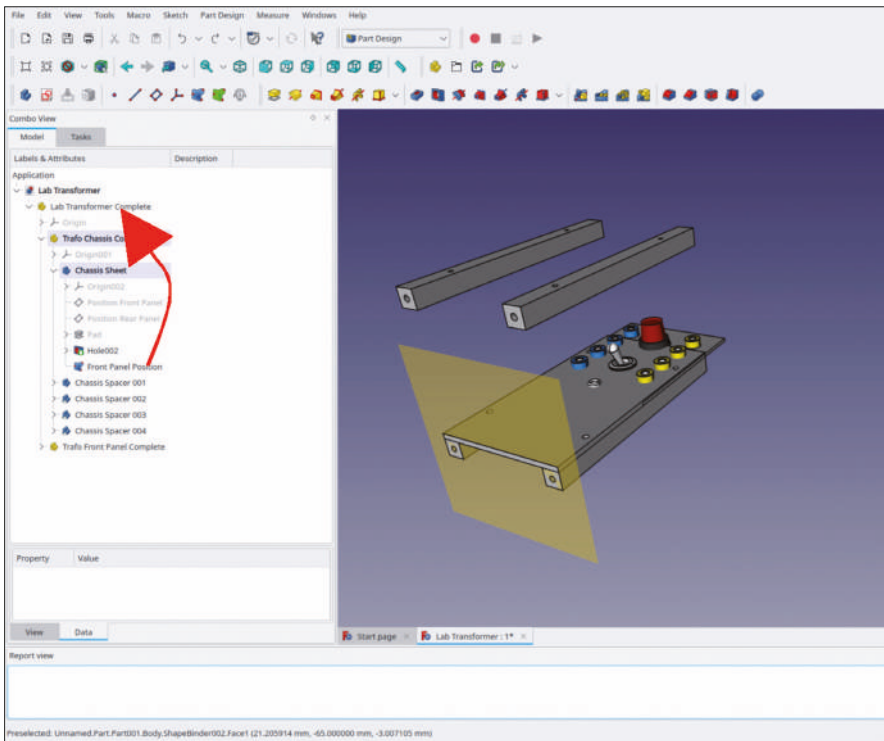 File Edit View Tools Macro Sketch Part Design Measure Windows Help
Part Design
Combo View
Model Tasks
Labels & Attributes Description
Application
Lab Transformer
Lab Transformer Complete
Origin
Trafo Chassis Co
Origin001
Chassis Sheet
Origin002
Position Front Panel
Position Rear Panel
Pad
Hole002
Front Panel Position
Chassis Spacer 001
Chassis Spacer 002
Chassis Spacer 003
Chassis Spacer 004
Trafo Front Panel Complete
Property Value
View Data
Start page Lab Transformer : 1*
Report view
Preselected: Unnamed.Part.Part001.Body.ShapeBinder002.Face1 (21.205914 mm, -65.000000 mm, -3.007105 mm)